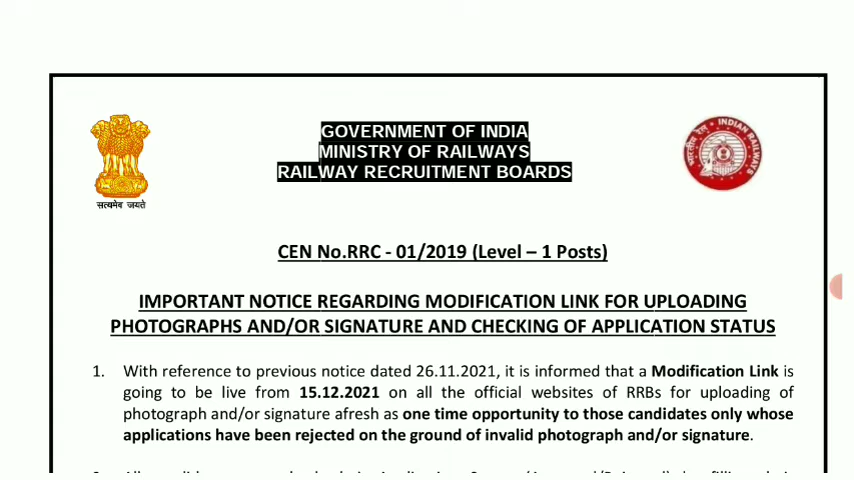 GOVERNMENT OF INDIA
MINISTRY OF RAILWAYS
RAILWAY RECRUITMENT BOARDS
सत्यमेव जयते
भारतीय रेल
INDIAN RAILWAYS
CEN No.RRC - 01/2019 (Level – 1 Posts)
IMPORTANT NOTICE REGARDING MODIFICATION LINK FOR UPLOADING
PHOTOGRAPHS AND/OR SIGNATURE AND CHECKING OF APPLICATION STATUS
1. With reference to previous notice dated 26.11.2021, it is informed that a Modification Link is
going to be live from 15.12.2021 on all the official websites of RRBs for uploading of
photograph and/or signature afresh as one time opportunity to those candidates only whose
applications have been rejected on the ground of invalid photograph and/or signature.